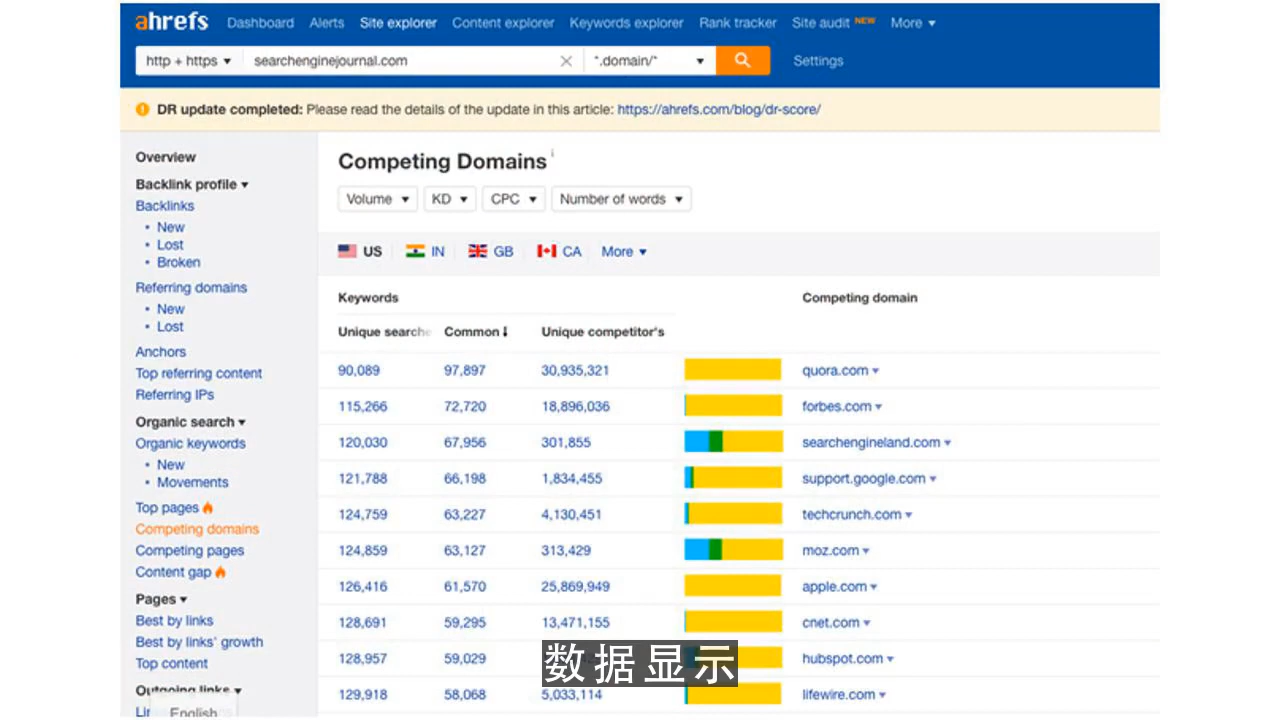 ahrefs Dashboard Alerts Site explorer Content explorer Keywords explorer Rank tracker Site audit NEW More
http + https searchenginejournal.com *.domain/* Settings
DR update completed: Please read the details of the update in this article: https://ahrefs.com/blog/dr-score/
Overview
Backlink profile
Backlinks
• New
• Lost
• Broken
Referring domains
• New
• Lost
Anchors
Top referring content
Referring IPs
Organic search
Organic keywords
• New
• Movements
Top pages
Competing domains
Competing pages
Content gap
Pages
Best by links
Best by links' growth
Top content
Outgoing links
English
Competing Domains
Volume KD CPC Number of words
US IN GB CA More
Keywords Competing domain
Unique searche Common Unique competitor's
90,089 97,897 30,935,321 quora.com
115,266 72,720 18,896,036 forbes.com
120,030 67,956 301,855 searchengineland.com
121,788 66,198 1,834,455 support.google.com
124,759 63,227 4,130,451 techcrunch.com
124,859 63,127 313,429 moz.com
126,416 61,570 25,869,949 apple.com
128,691 59,295 13,471,155 cnet.com
128,957 59,029 hubspot.com
129,918 58,068 5,033,114 lifewire.com
数据显示